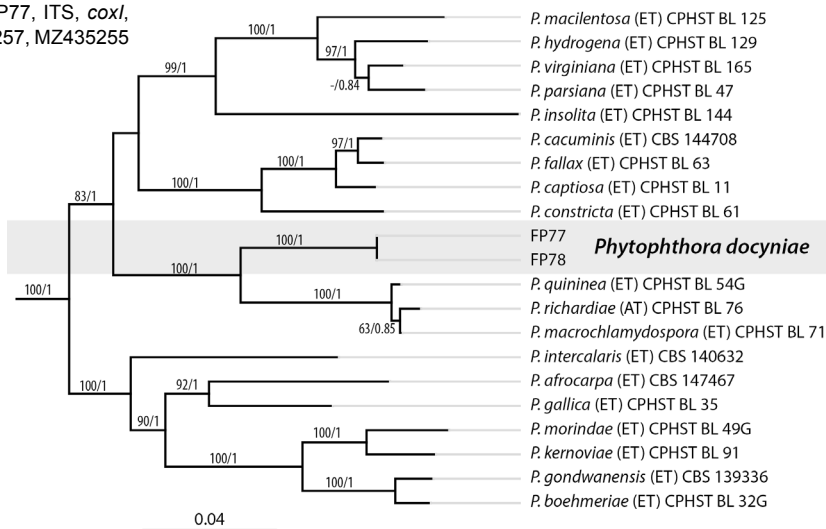 P77, ITS, coxI,
257, MZ435255
100/1
83/1
99/1
100/1
97/1
-/0.84
100/1
100/1
97/1
100/1
100/1
100/1
63/0.85
100/1
92/1
90/1
100/1
100/1
100/1
0.04
P. macilentosa (ET) CPHST BL 125
P. hydrogena (ET) CPHST BL 129
P. virginiana (ET) CPHST BL 165
P. parsiana (ET) CPHST BL 47
P. insolita (ET) CPHST BL 144
P. cacuminis (ET) CBS 144708
P. fallax (ET) CPHST BL 63
P. captiosa (ET) CPHST BL 11
P. constricta (ET) CPHST BL 61
FP77
Phytophthora docyniae
FP78
P. quininea (ET) CPHST BL 54G
P. richardiae (AT) CPHST BL 76
P. macrochlamydospora (ET) CPHST BL 71
P. intercalaris (ET) CBS 140632
P. afrocarpa (ET) CBS 147467
P. gallica (ET) CPHST BL 35
P. morindae (ET) CPHST BL 49G
P. kernoviae (ET) CPHST BL 91
P. gondwanensis (ET) CBS 139336
P. boehmeriae (ET) CPHST BL 32G